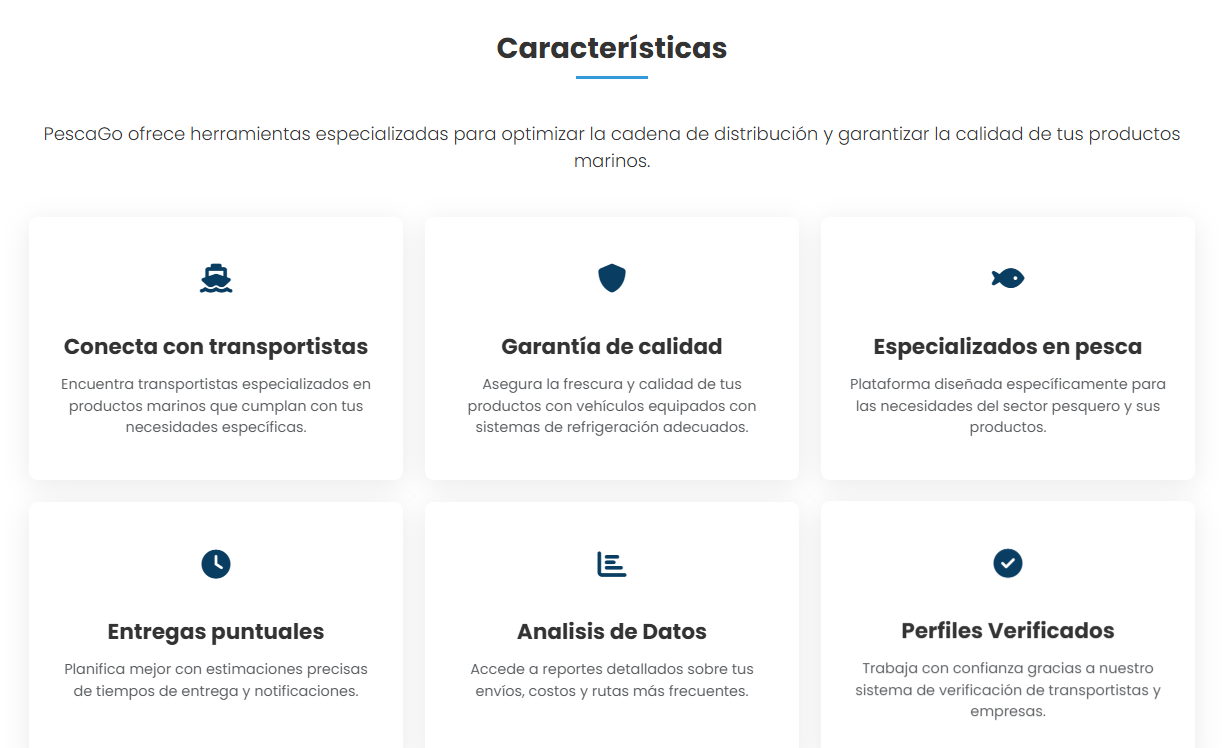 Características
PescaGo ofrece herramientas especializadas para optimizar la cadena de distribución y garantizar la calidad de tus productos
marinos.
Conecta con transportistas
Encuentra transportistas especializados en
productos marinos que cumplan con tus
necesidades específicas.
Garantía de calidad
Asegura la frescura y calidad de tus
productos con vehículos equipados con
sistemas de refrigeración adecuados.
Especializados en pesca
Plataforma diseñada específicamente para
las necesidades del sector pesquero y sus
productos.
Entregas puntuales
Planifica mejor con estimaciones precisas
de tiempos de entrega y notificaciones.
Analisis de Datos
Accede a reportes detallados sobre tus
envíos, costos y rutas más frecuentes.
Perfiles Verificados
Trabaja con confianza gracias a nuestro
sistema de verificación de transportistas y
empresas.